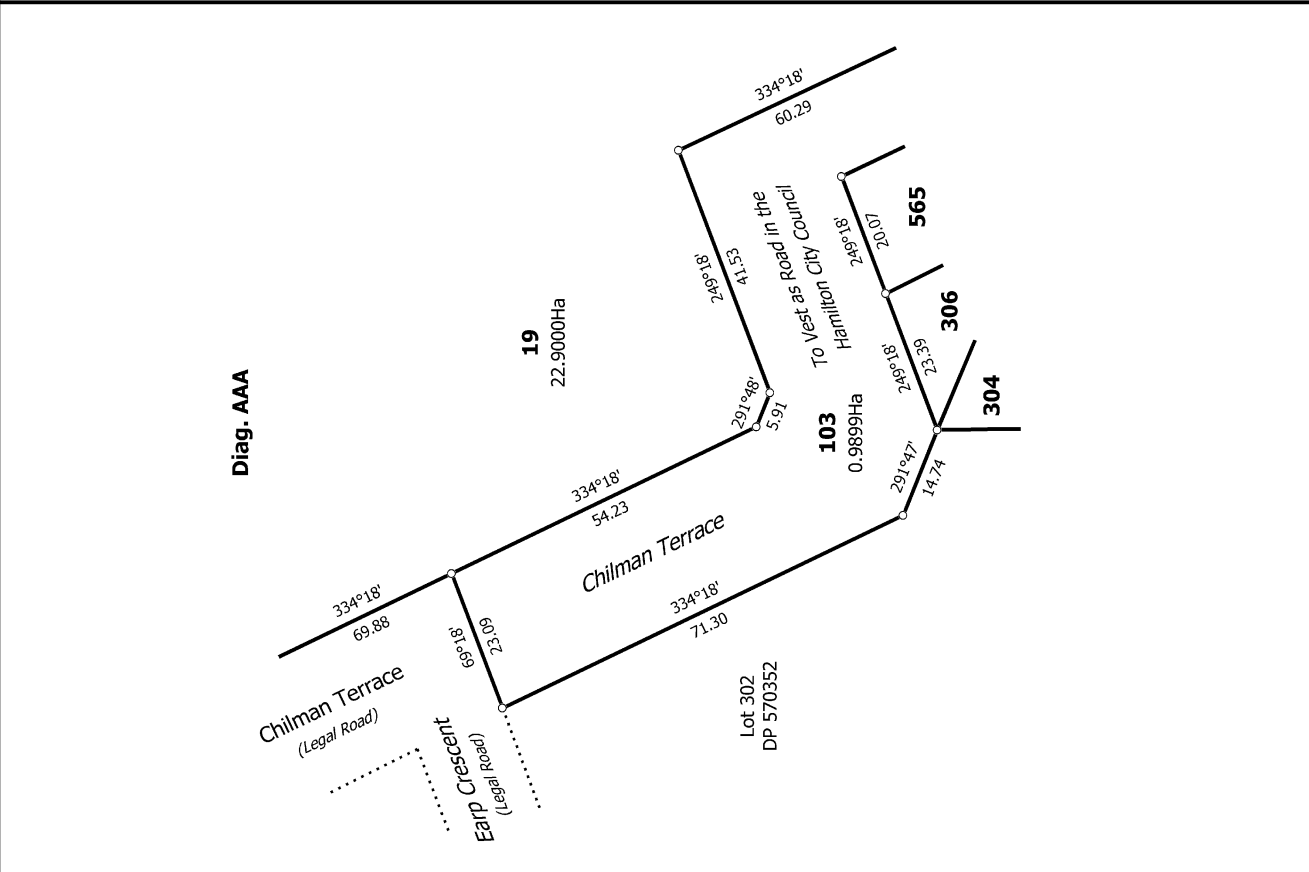 Diag. AAA
334°18'
60.29
To Vest as Road in the
Hamilton City Council
565
249°18'
20.07
249°18'
41.53
306
249°18'
23.39
19
22.9000Ha
304
291°48'
5.91
103
0.9899Ha
291°47'
14.74
334°18'
54.23
Chilman Terrace
334°18'
71.30
334°18'
69.88
69°18'
23.09
Chilman Terrace
(Legal Road)
Earp Crescent
(Legal Road)
Lot 302
DP 570352